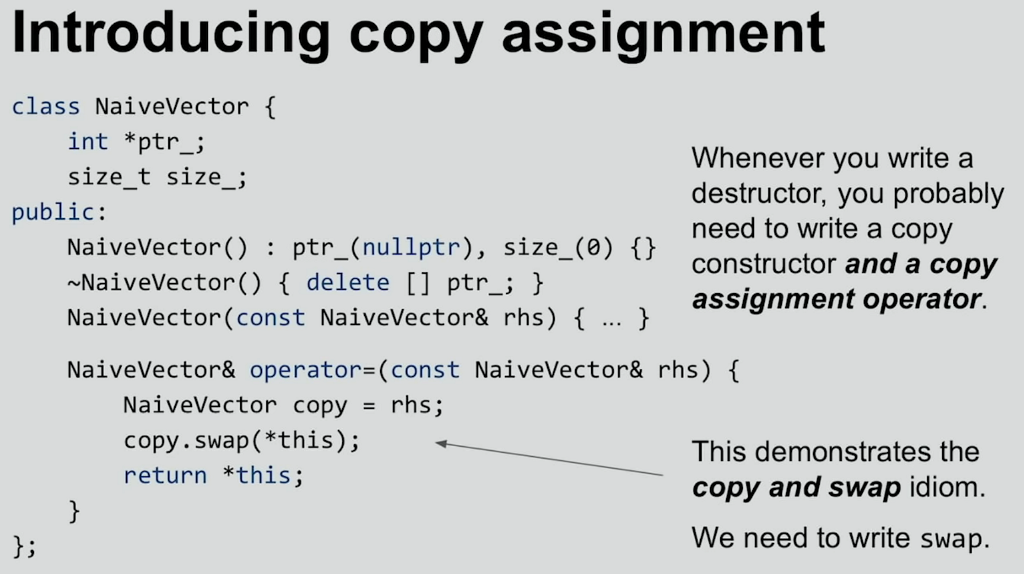 Introducing copy assignment
class NaiveVector {
    int *ptr_;
    size_t size_;
public:
    NaiveVector() : ptr_(nullptr), size_(0) {}
    ~NaiveVector() { delete [] ptr_; }
    NaiveVector(const NaiveVector& rhs) { … }
    NaiveVector& operator=(const NaiveVector& rhs) {
        NaiveVector copy = rhs;
        copy.swap(*this);
        return *this;
    }
};
Whenever you write a
destructor, you probably
need to write a copy
constructor and a copy
assignment operator.
This demonstrates the
copy and swap idiom.
We need to write swap.